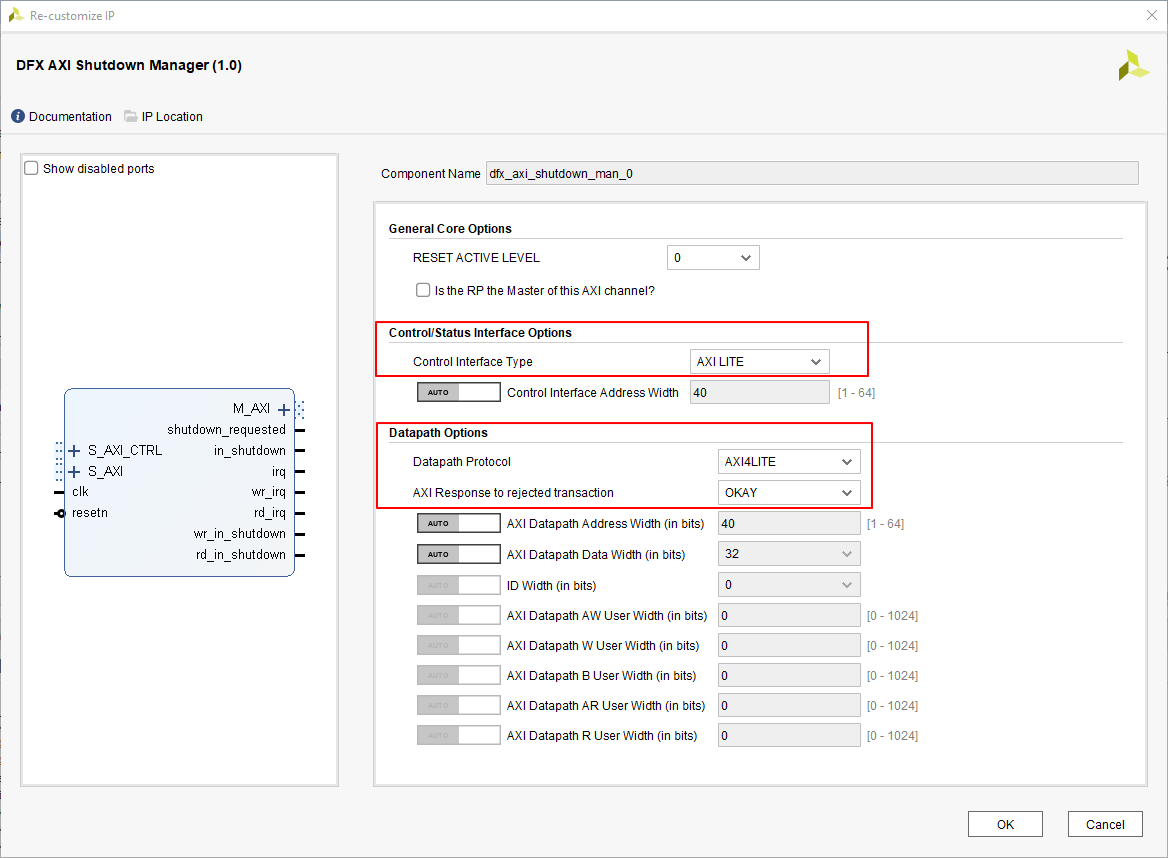 Re-customize IP
DFX AXI Shutdown Manager (1.0)
i Documentation IP Location
Show disabled ports
M_AXI
shutdown_requested
S_AXI_CTRL in_shutdown
S_AXI irq
clk wr_irq
resetn rd_irq
wr_in_shutdown
rd_in_shutdown
Component Name dfx_axi_shutdown_man_0
General Core Options
RESET ACTIVE LEVEL 0
Is the RP the Master of this AXI channel?
Control/Status Interface Options
Control Interface Type AXI LITE
AUTO Control Interface Address Width 40 [1 - 64]
Datapath Options
Datapath Protocol AXI4LITE
AXI Response to rejected transaction OKAY
AUTO AXI Datapath Address Width (in bits) 40 [1 - 64]
AUTO AXI Datapath Data Width (in bits) 32
AUTO ID Width (in bits) 0
AUTO AXI Datapath AW User Width (in bits) 0 [0 - 1024]
AUTO AXI Datapath W User Width (in bits) 0 [0 - 1024]
AUTO AXI Datapath B User Width (in bits) 0 [0 - 1024]
AUTO AXI Datapath AR User Width (in bits) 0 [0 - 1024]
AUTO AXI Datapath R User Width (in bits) 0 [0 - 1024]
OK Cancel